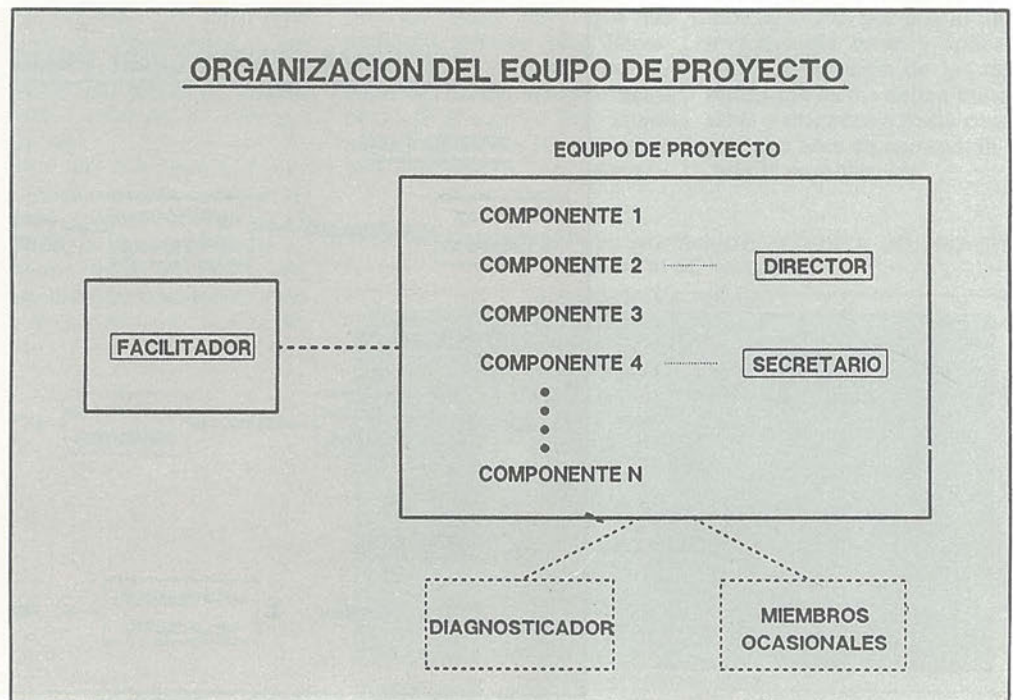 ORGANIZACION DEL EQUIPO DE PROYECTO
EQUIPO DE PROYECTO
COMPONENTE 1
COMPONENTE 2 DIRECTOR
COMPONENTE 3
FACILITADOR
COMPONENTE 4 SECRETARIO
COMPONENTE N
DIAGNOSTICADOR
MIEMBROS
OCASIONALES